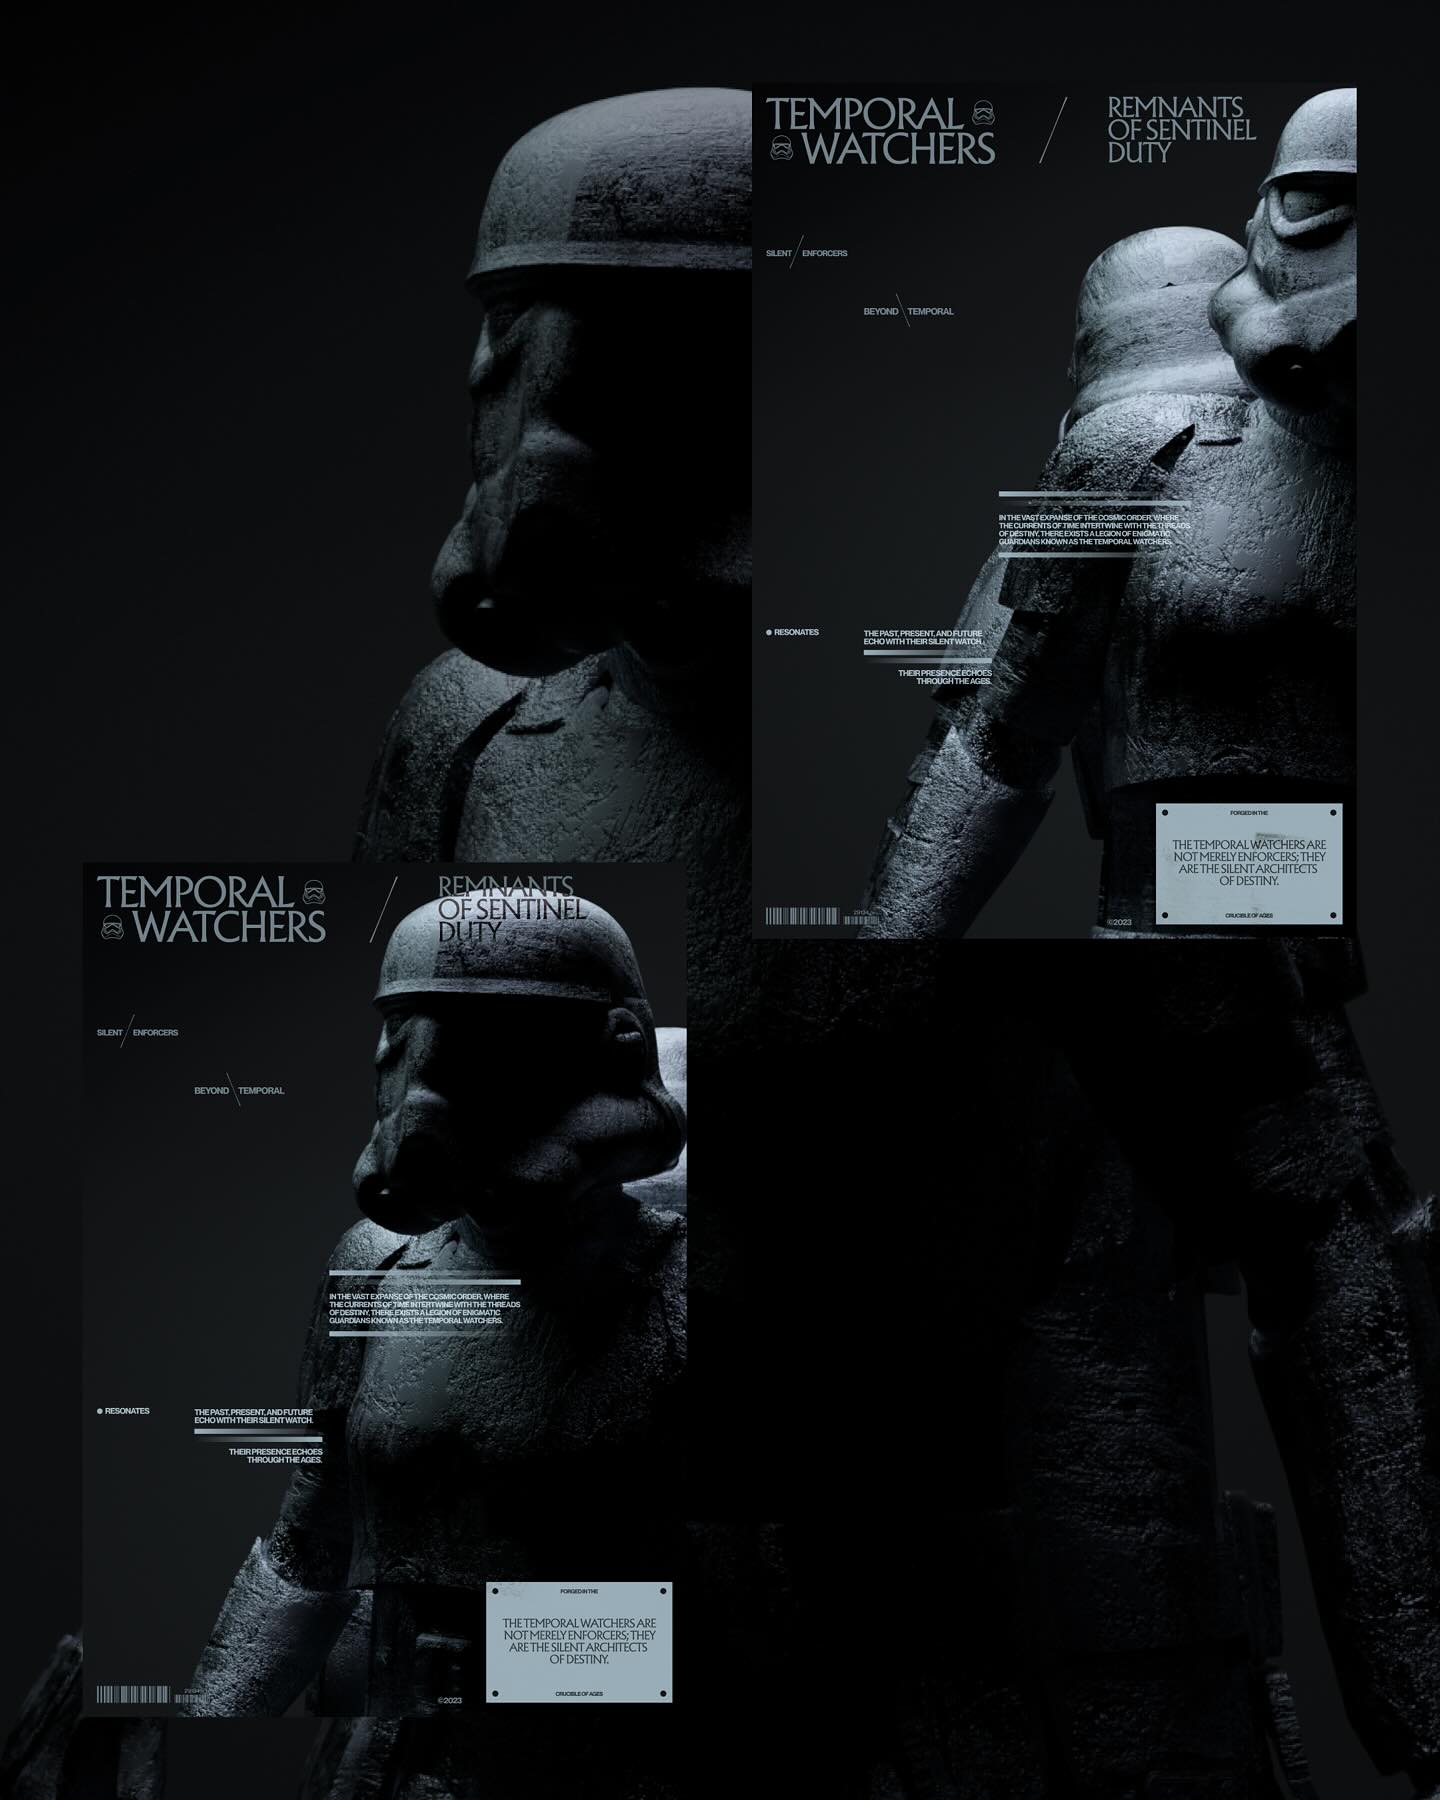 TEMPORAL
WATCHERS
REMNANTS
OF SENTINEL
DUTY
SILENT / ENFORCERS
BEYOND \ TEMPORAL
IN THE VAST EXPANSE OF THE COSMIC ORDER, WHERE
THE CURRENTS OF TIME INTERTWINE WITH THE THREADS
OF DESTINY, THERE EXISTS A LEGION OF ENIGMATIC
GUARDIANS KNOWN AS THE TEMPORAL WATCHERS.
RESONATES
THE PAST, PRESENT, AND FUTURE
ECHO WITH THEIR SILENT WATCH.
THEIR PRESENCE ECHOES
THROUGH THE AGES.
FORGED IN THE
THE TEMPORAL WATCHERS ARE
NOT MERELY ENFORCERS; THEY
ARE THE SILENT ARCHITECTS
OF DESTINY.
CRUCIBLE OF AGES
©2023
TEMPORAL
WATCHERS
REMNANTS
OF SENTINEL
DUTY
SILENT / ENFORCERS
BEYOND \ TEMPORAL
IN THE VAST EXPANSE OF THE COSMIC ORDER, WHERE
THE CURRENTS OF TIME INTERTWINE WITH THE THREADS
OF DESTINY, THERE EXISTS A LEGION OF ENIGMATIC
GUARDIANS KNOWN AS THE TEMPORAL WATCHERS.
RESONATES
THE PAST, PRESENT, AND FUTURE
ECHO WITH THEIR SILENT WATCH.
THEIR PRESENCE ECHOES
THROUGH THE AGES.
FORGED IN THE
THE TEMPORAL WATCHERS ARE
NOT MERELY ENFORCERS; THEY
ARE THE SILENT ARCHITECTS
OF DESTINY.
CRUCIBLE OF AGES
©2023